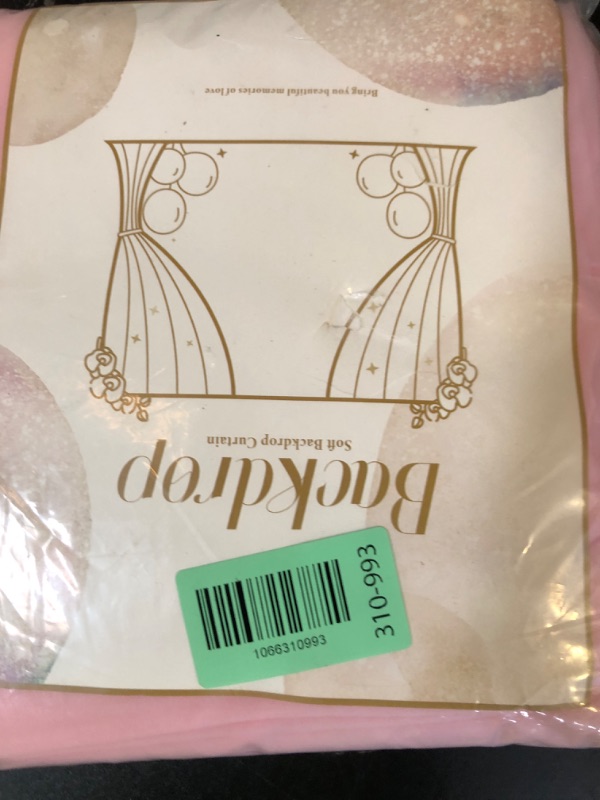 Backdrop
Soft Backdrop Curtain
Bring you beautiful memories of love
1066310993
310-993